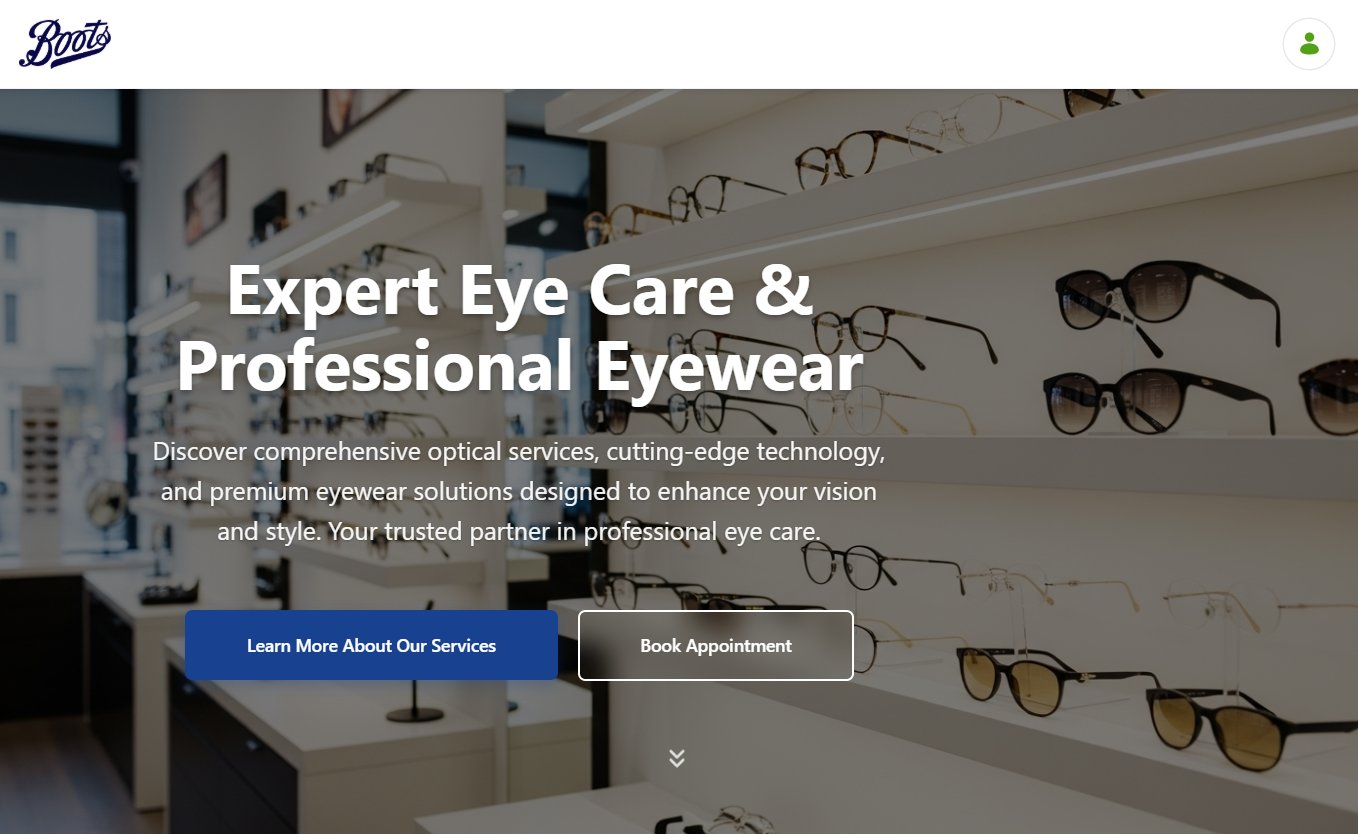 Boots
Expert Eye Care &
Professional Eyewear
Discover comprehensive optical services, cutting-edge technology,
and premium eyewear solutions designed to enhance your vision
and style. Your trusted partner in professional eye care.
Learn More About Our Services
Book Appointment